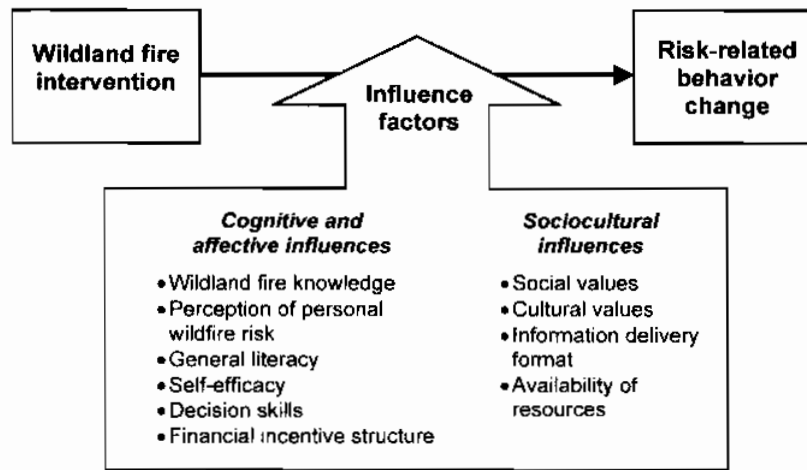 Wildland fire
intervention
Influence
factors
Risk-related
behavior
change
Cognitive and
affective influences
• Wildland fire knowledge
• Perception of personal
wildfire risk
• General literacy
• Self-efficacy
• Decision skills
• Financial incentive structure
Sociocultural
influences
• Social values
• Cultural values
• Information delivery
format
• Availability of
resources